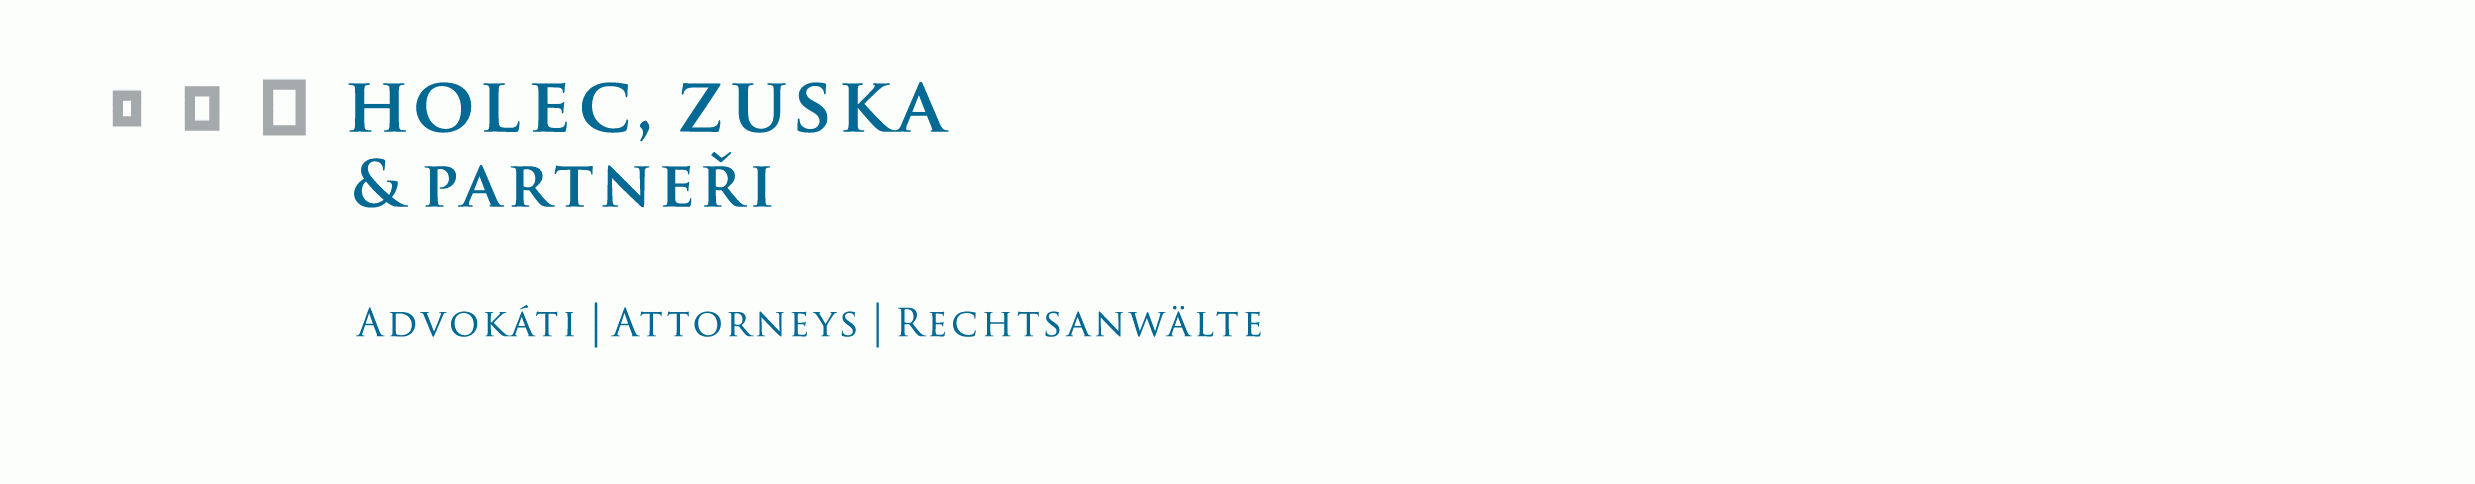 HOLEC, ZUSKA
& PARTNEŘI
ADVOKÁTI | ATTORNEYS | RECHTSANWÄLTE